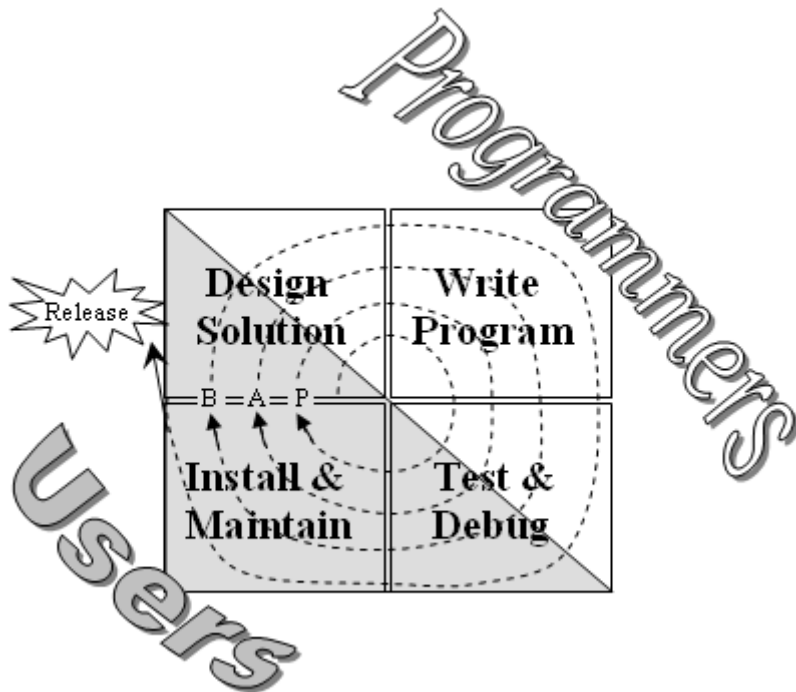 Programmers
Design
Solution
Write
Program
Release
B
A
P
Install &
Maintain
Test &
Debug
Users